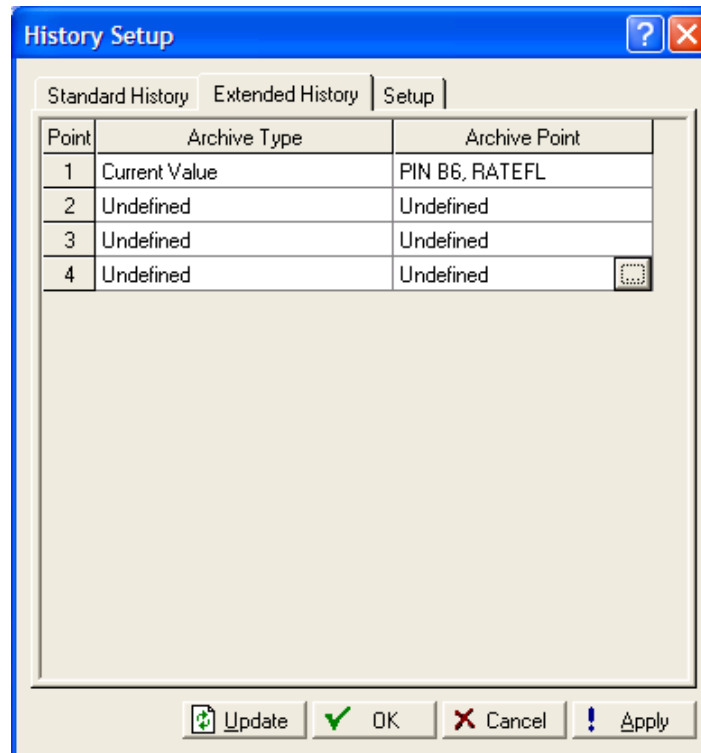 History Setup
Standard History Extended History Setup
Point Archive Type Archive Point
1 Current Value PIN B6, RATEFL
2 Undefined Undefined
3 Undefined Undefined
4 Undefined Undefined ...
Update OK Cancel Apply